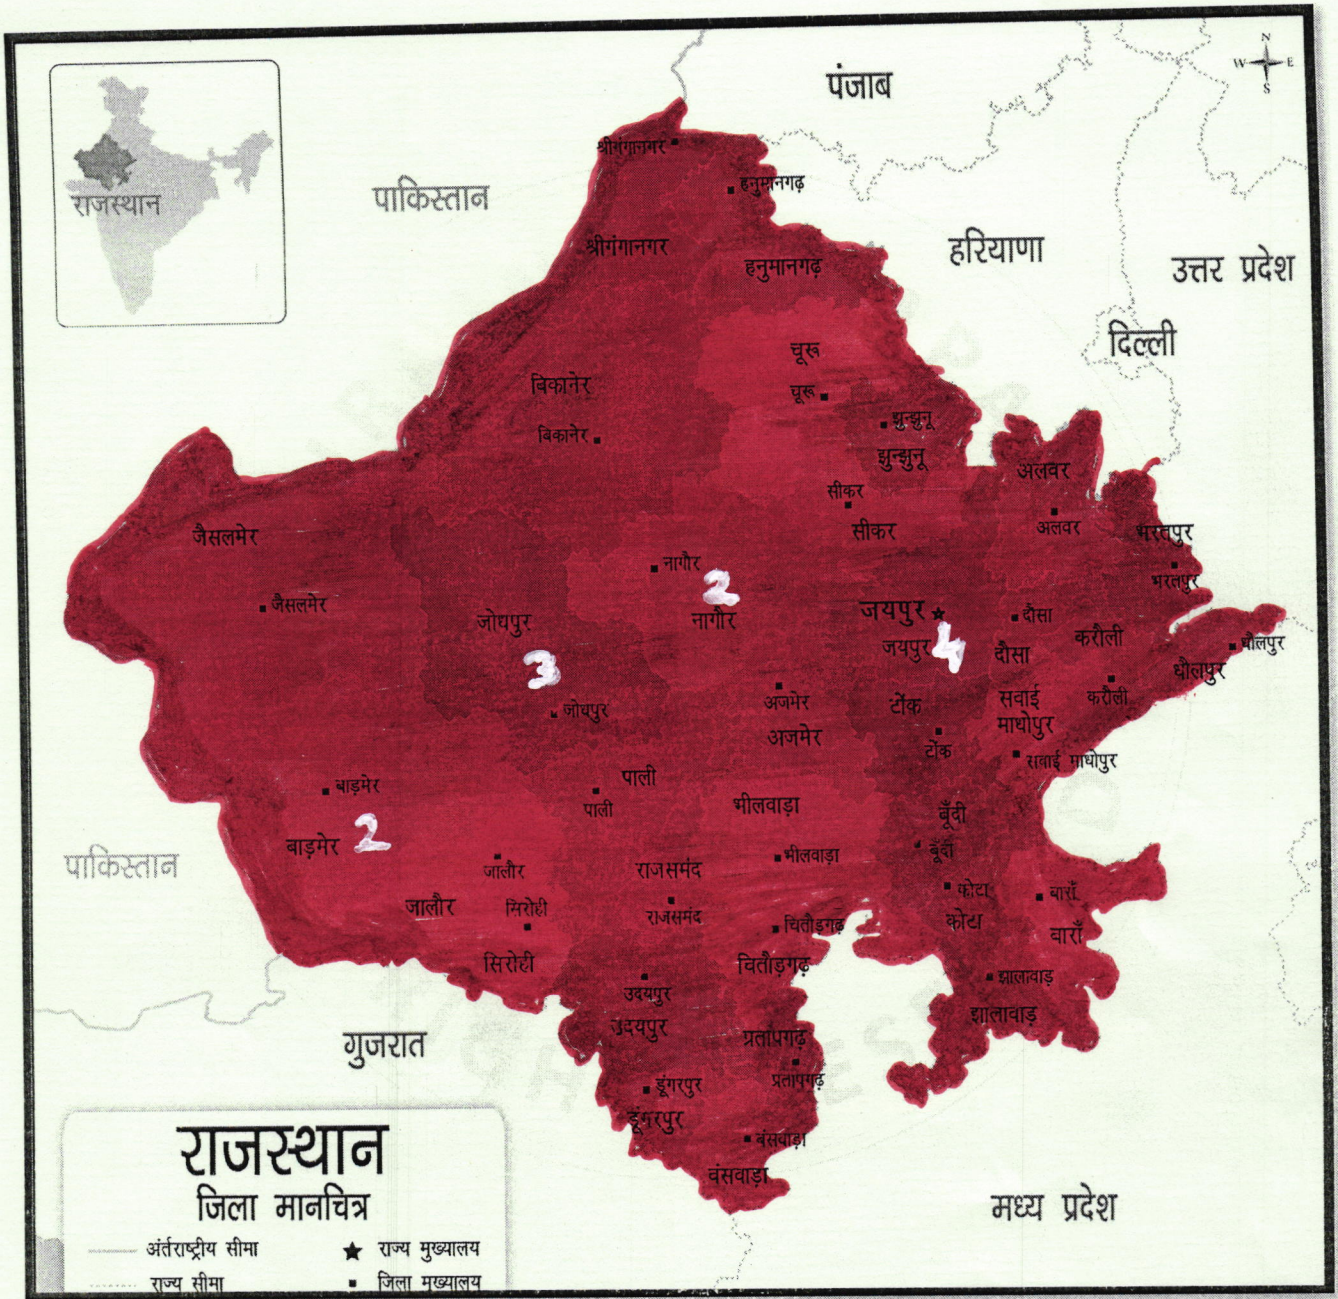 पंजाब
N
W E
S
श्रीगंगानगर
पाकिस्तान
हनुमानगढ़
राजस्थान
श्रीगंगानगर
हरियाणा
हनुमानगढ़
उत्तर प्रदेश
चूरू
दिल्ली
बिकानेर
चूरू
झुन्झुनू
बिकानेर
झुन्झुनू
अलवर
सीकर
जैसलमेर
सीकर
अलवर
भरतपुर
नागौर
2
भरतपुर
जैसलमेर
जोधपुर
नागौर
जयपुर
दौसा
करौली
जयपुर
4
दौसा
धौलपुर
धौलपुर
3
अजमेर
टोंक
सवाई
माधोपुर
करौली
जोधपुर
अजमेर
टोंक
सवाई माधोपुर
बाड़मेर
पाली
पाली
भीलवाड़ा
बूँदी
बाड़मेर
2
बूँदी
पाकिस्तान
जालौर
राजसमंद
भीलवाड़ा
कोटा
बाराँ
जालौर
सिरोही
राजसमंद
चितौड़गढ़
कोटा
बाराँ
सिरोही
चितौड़गढ़
झालावाड़
उदयपुर
झालावाड़
उदयपुर
प्रतापगढ़
गुजरात
डूंगरपुर
प्रतापगढ़
डूंगरपुर
बंसवाड़ा
बंसवाड़ा
मध्य प्रदेश
राजस्थान
जिला मानचित्र
अंर्तराष्ट्रीय सीमा
राज्य मुख्यालय
राज्य सीमा
जिला मुख्यालय